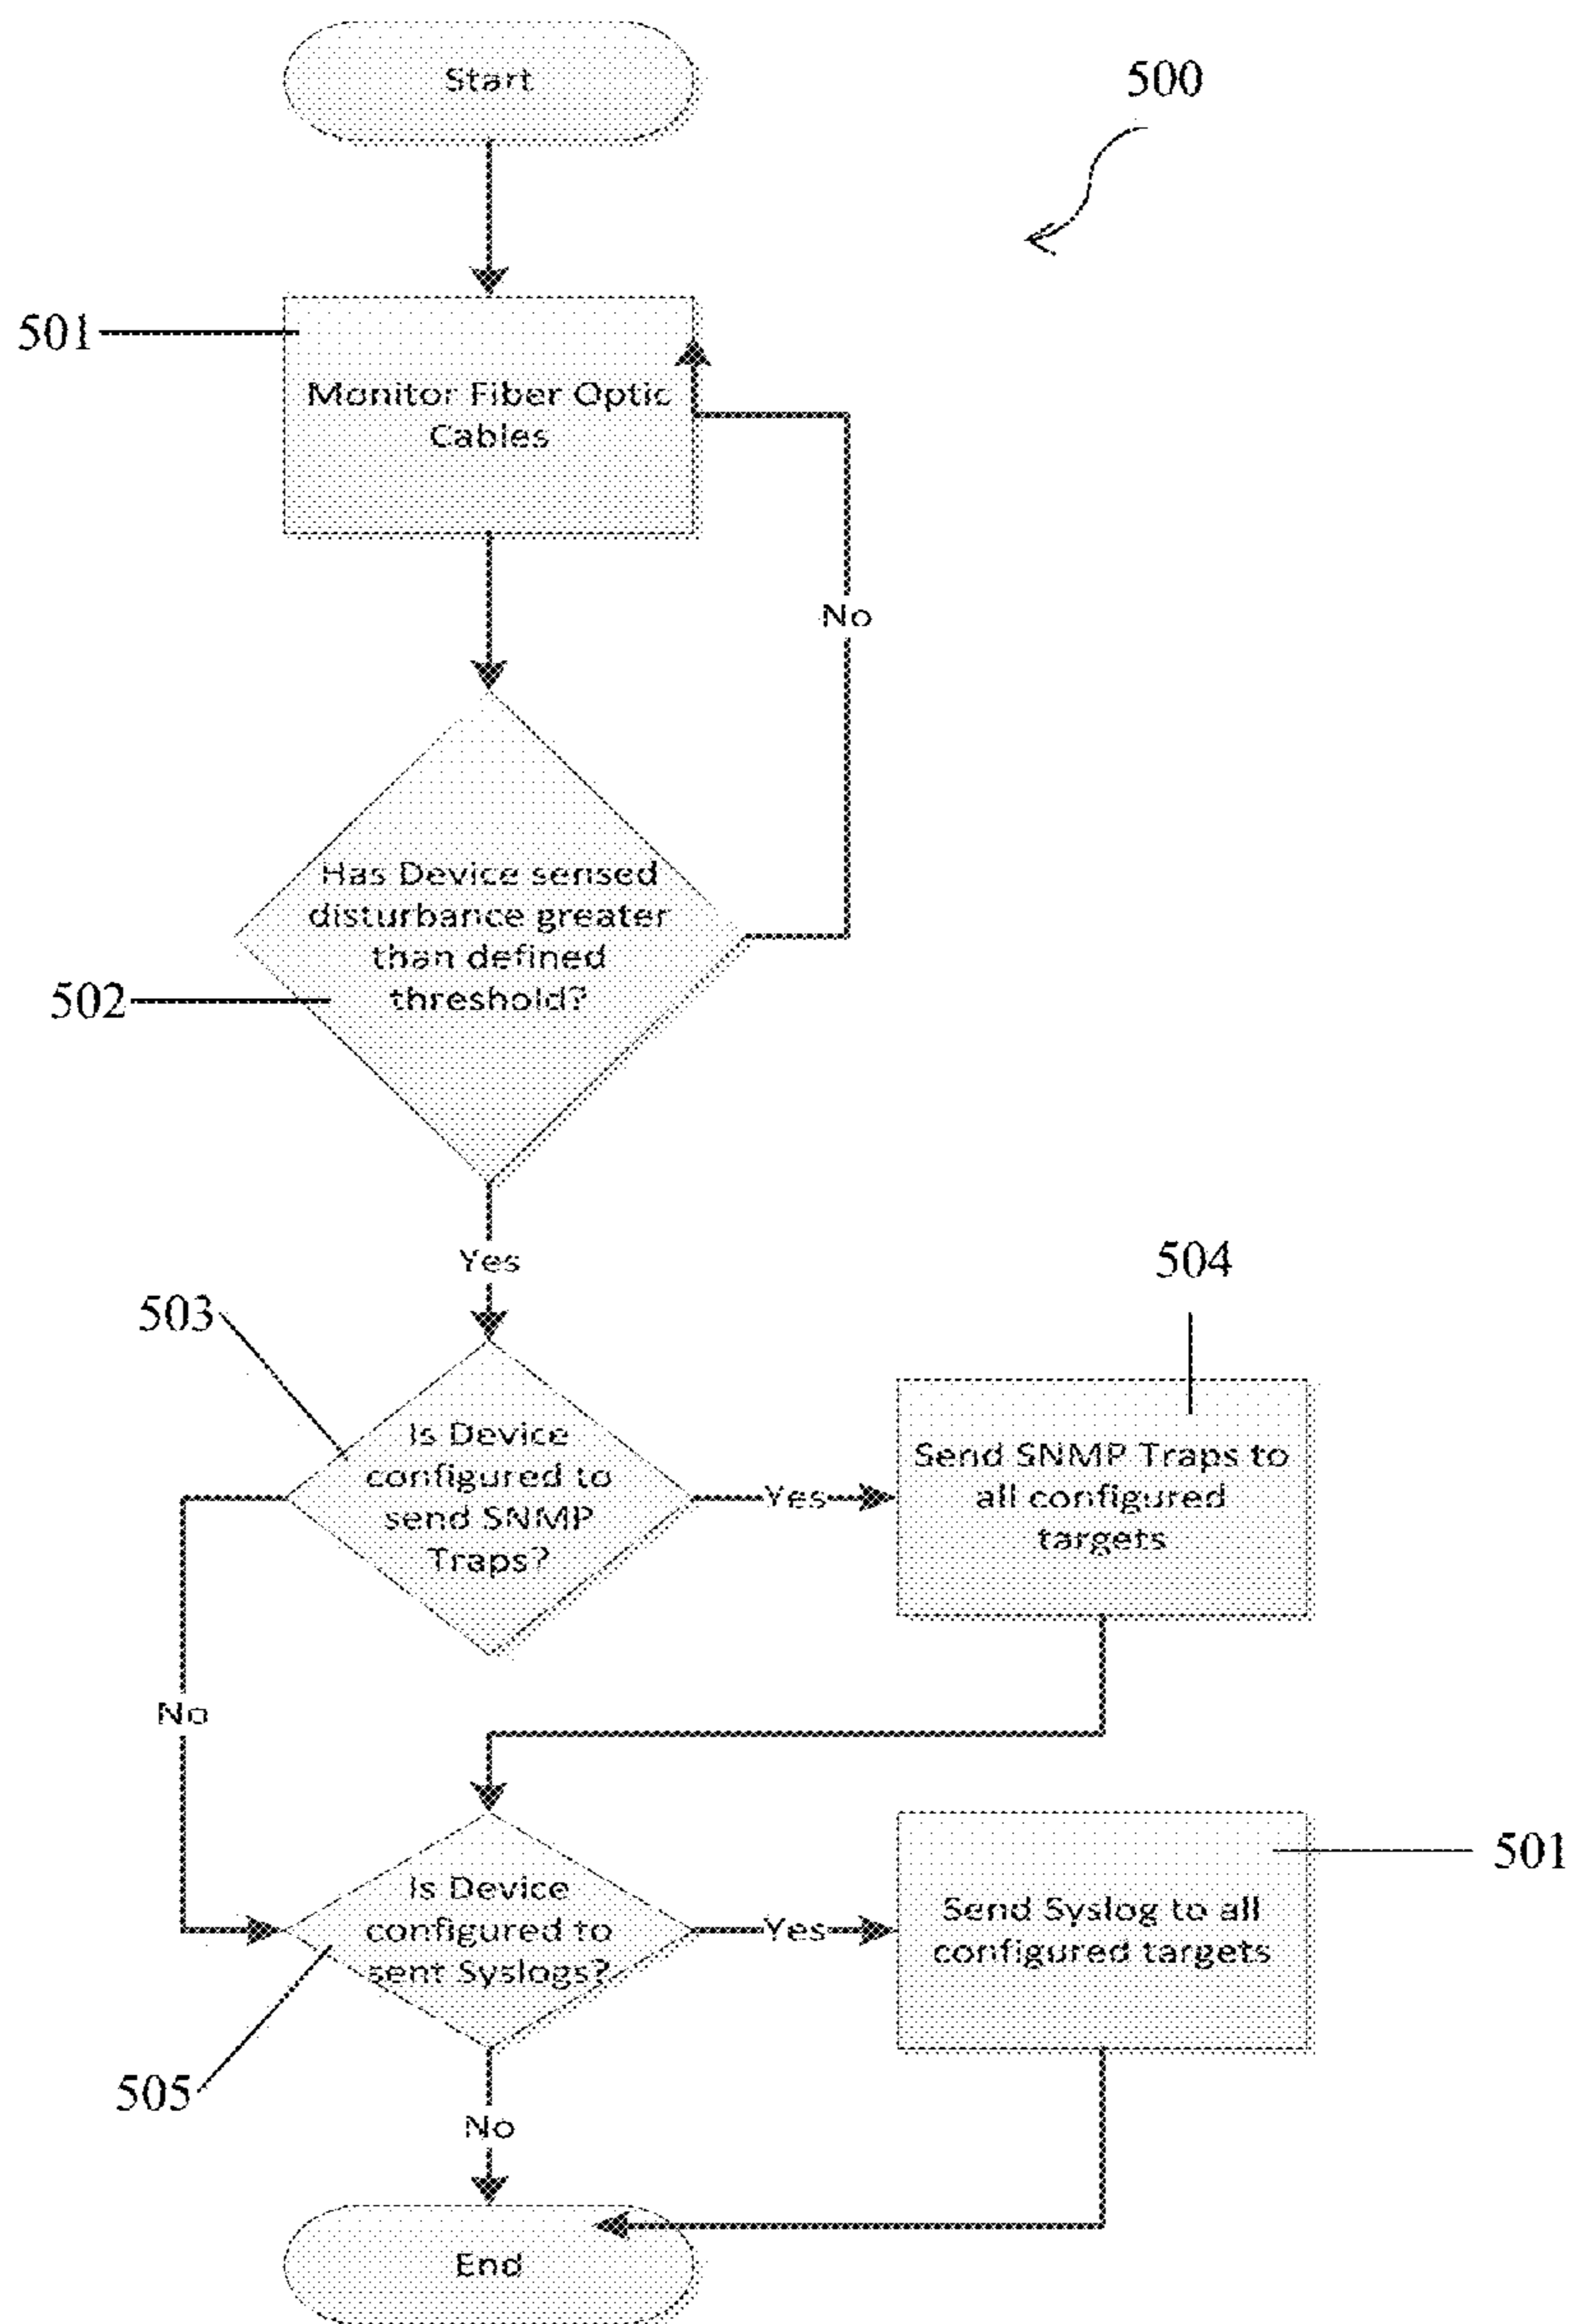 Start
500
501
Monitor Fiber Optic
Cables
No
Has Device sensed
disturbance greater
than defined
threshold?
502
Yes
504
503
Is Device
configured to
send SNMP
Traps?
Yes
Send SNMP Traps to
all configured
targets
No
Is Device
configured to
sent Syslogs?
Yes
Send Syslog to all
configured targets
501
505
No
End